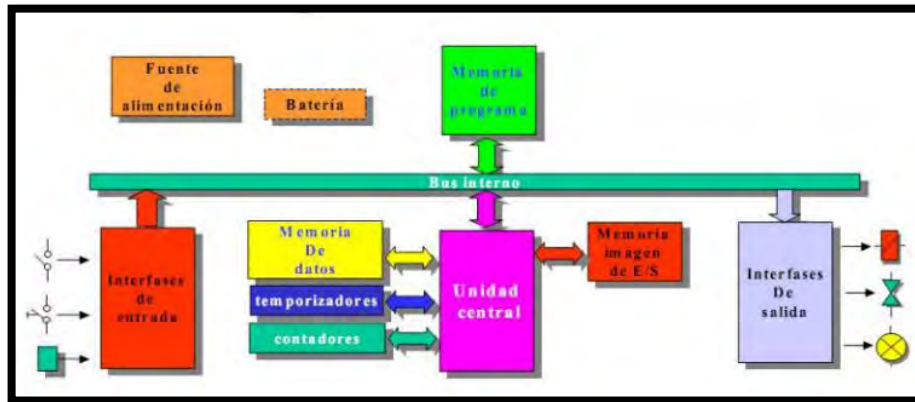 Fuente
de
alimentación
Batería
Memoria
de
programa
Bus interno
Interfases
de
entrada
Memoria
De
datos
temporizadores
contadores
Unidad
central
Memoria
imagen
de E/S
Interfases
De
salida